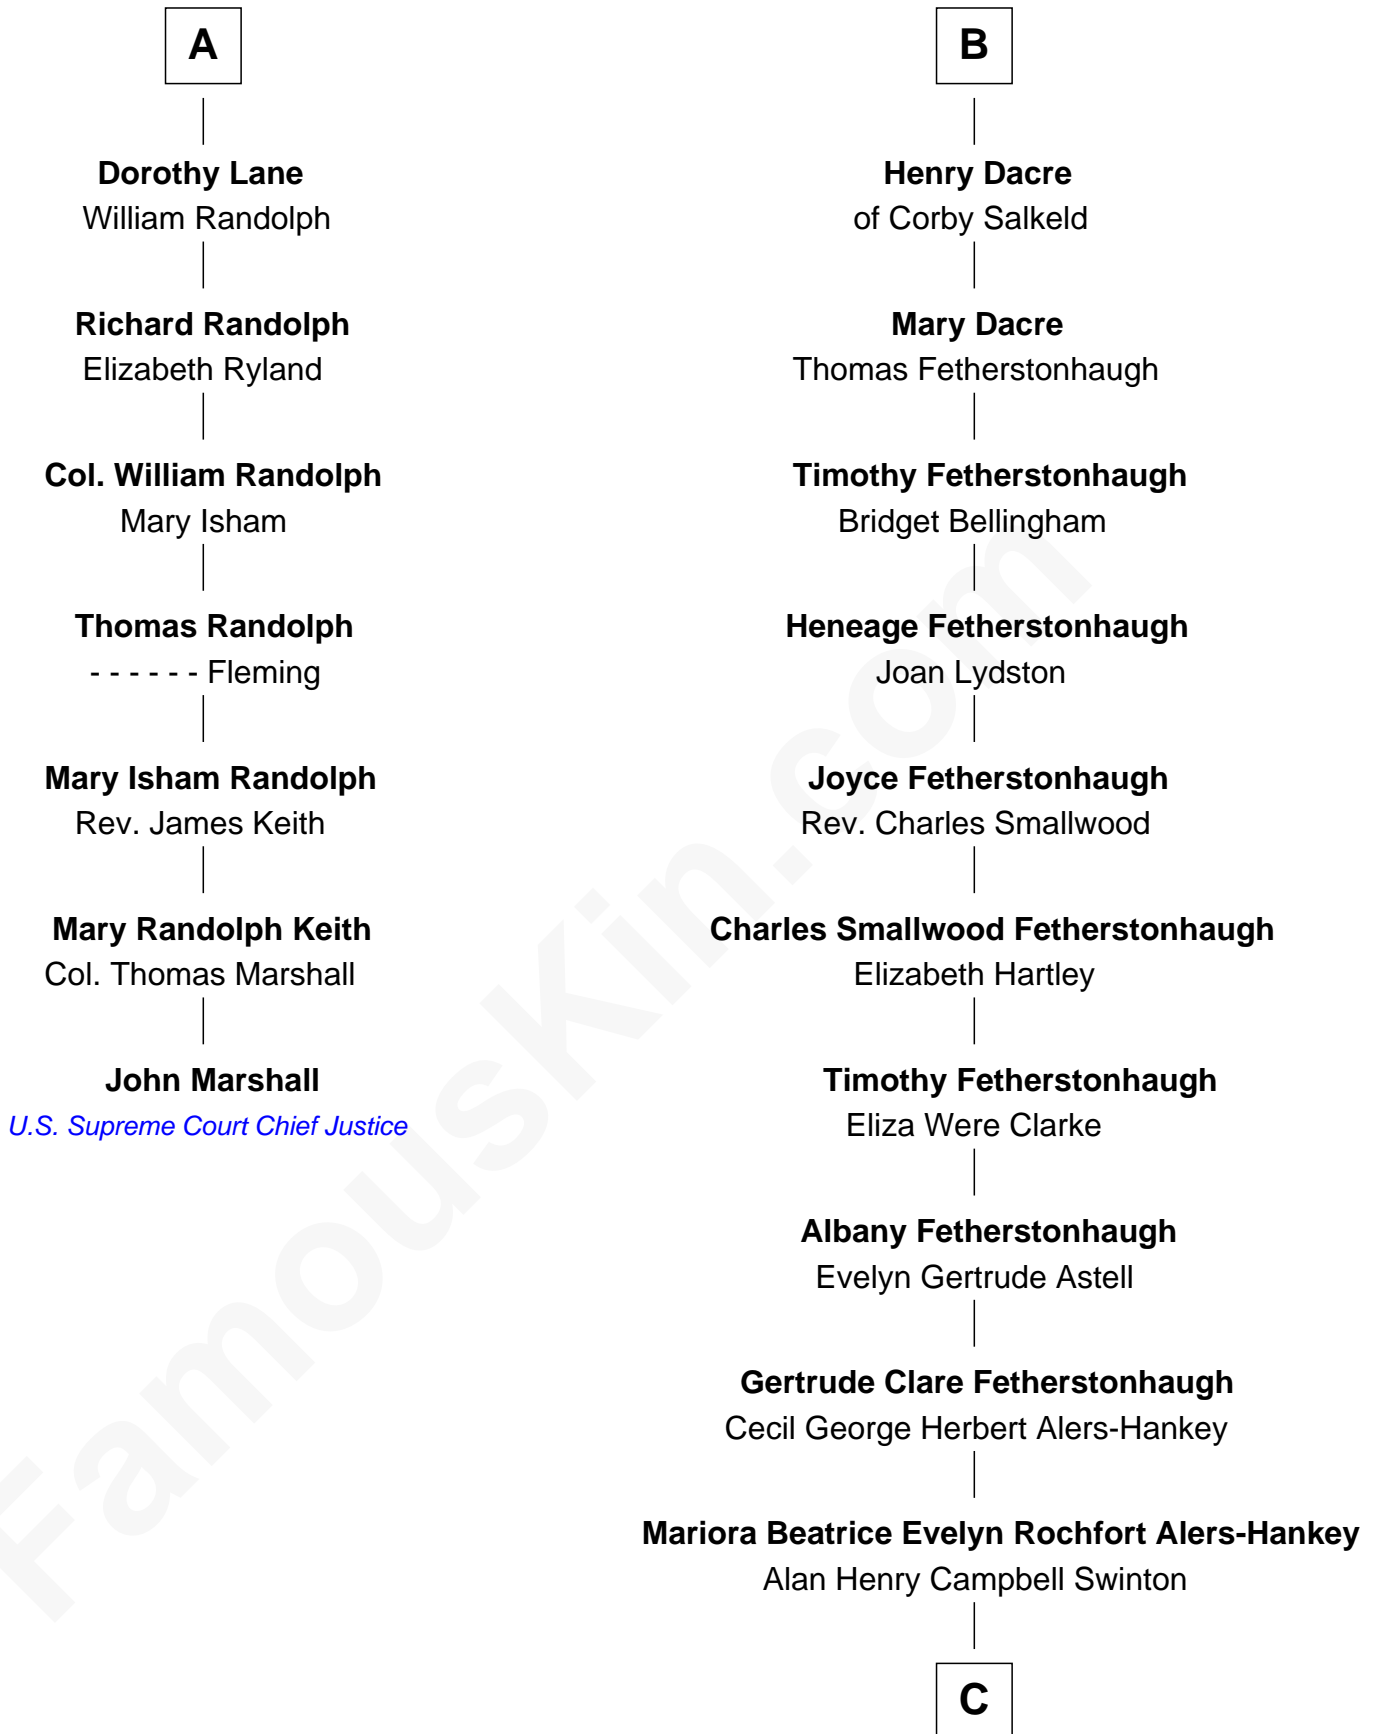 A
Dorothy Lane
William Randolph
Richard Randolph
Elizabeth Ryland
Col. William Randolph
Mary Isham
Thomas Randolph
- - - - - - Fleming
Mary Isham Randolph
Rev. James Keith
Mary Randolph Keith
Col. Thomas Marshall
John Marshall
U.S. Supreme Court Chief Justice
B
Henry Dacre
of Corby Salkeld
Mary Dacre
Thomas Fetherstonhaugh
Timothy Fetherstonhaugh
Bridget Bellingham
Heneage Fetherstonhaugh
Joan Lydston
Joyce Fetherstonhaugh
Rev. Charles Smallwood
Charles Smallwood Fetherstonhaugh
Elizabeth Hartley
Timothy Fetherstonhaugh
Eliza Were Clarke
Albany Fetherstonhaugh
Evelyn Gertrude Astell
Gertrude Clare Fetherstonhaugh
Cecil George Herbert Alers-Hankey
Mariora Beatrice Evelyn Rochfort Alers-Hankey
Alan Henry Campbell Swinton
C
FamousKin.com